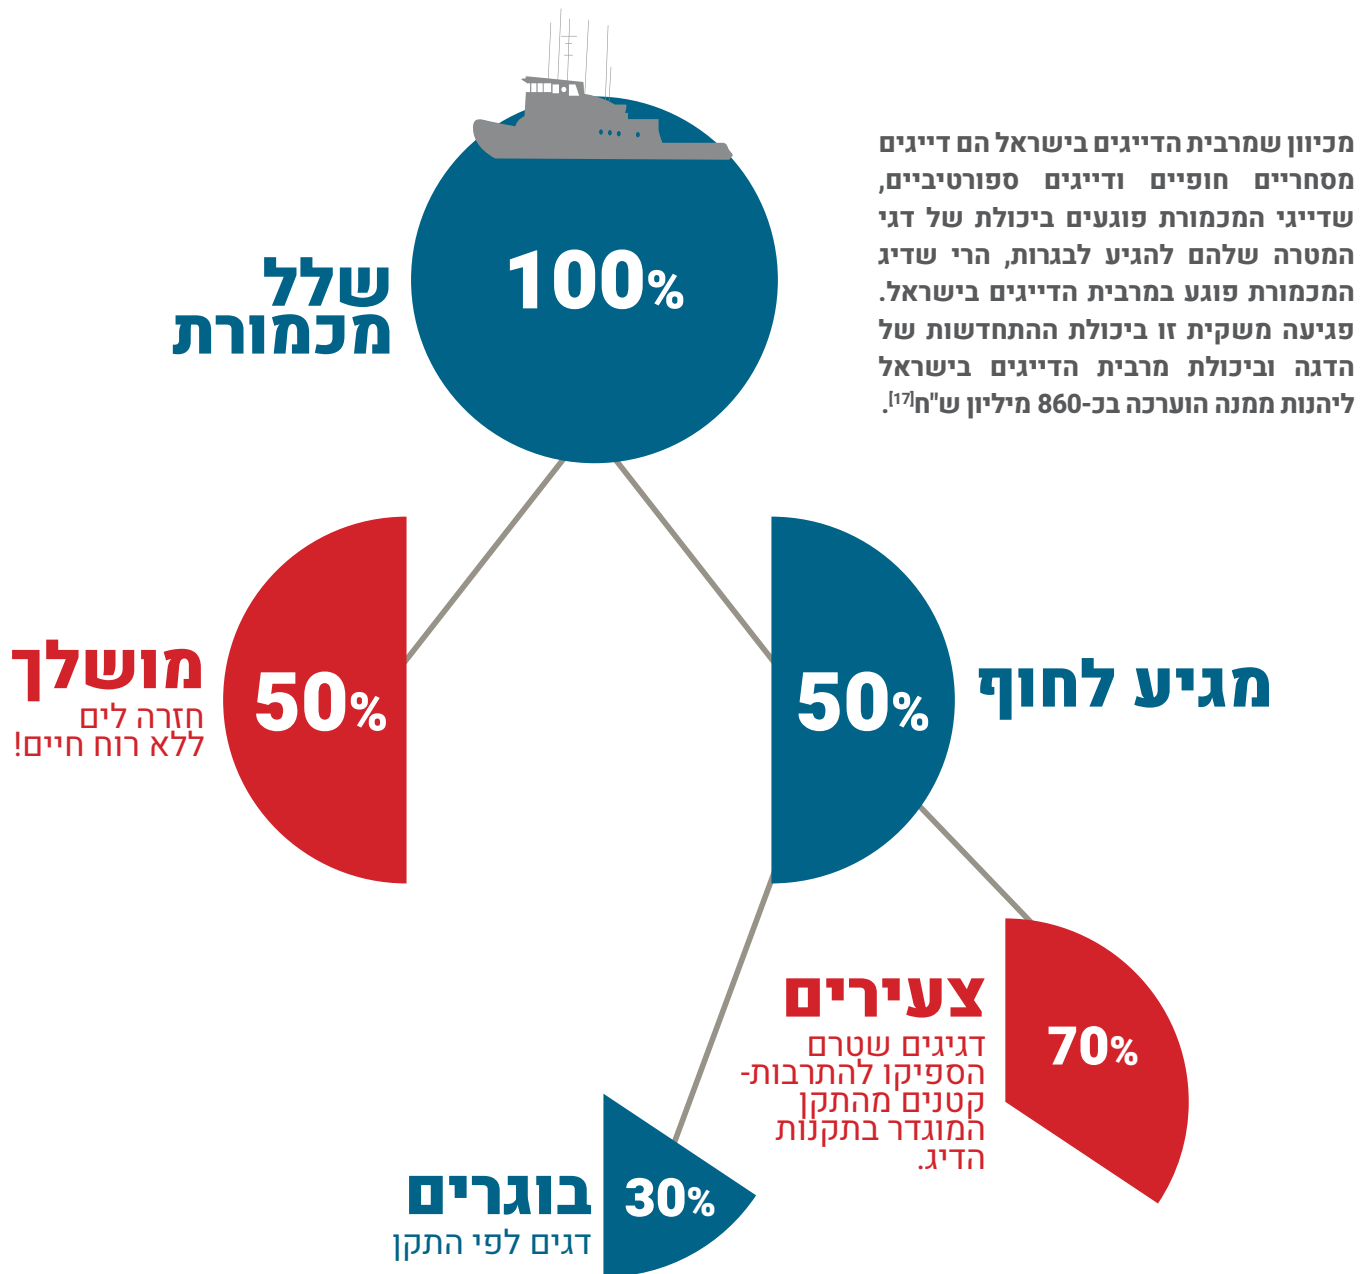 מכיוון שמרבית הדייגים בישראל הם דייגים
מסחריים חופיים ודייגים ספורטיביים,
שדייגי המכמורת פוגעים ביכולת של דגי
המטרה שלהם להגיע לבגרות, הרי שדיג
המכמורת פוגע במרבית הדייגים בישראל.
פגיעה משקית זו ביכולת ההתחדשות של
הדגה וביכולת מרבית הדייגים בישראל
ליהנות ממנה הוערכה בכ-860 מיליון ש"ח[17].
שלל
מכמורת
100%
מגיע לחוף
50%
מושלך
חזרה לים
ללא רוח חיים!
50%
צעירים
דגיגים שטרם
הספיקו להתרבות-
קטנים מהתקן
המוגדר בתקנות
הדיג.
70%
בוגרים
דגים לפי התקן
30%